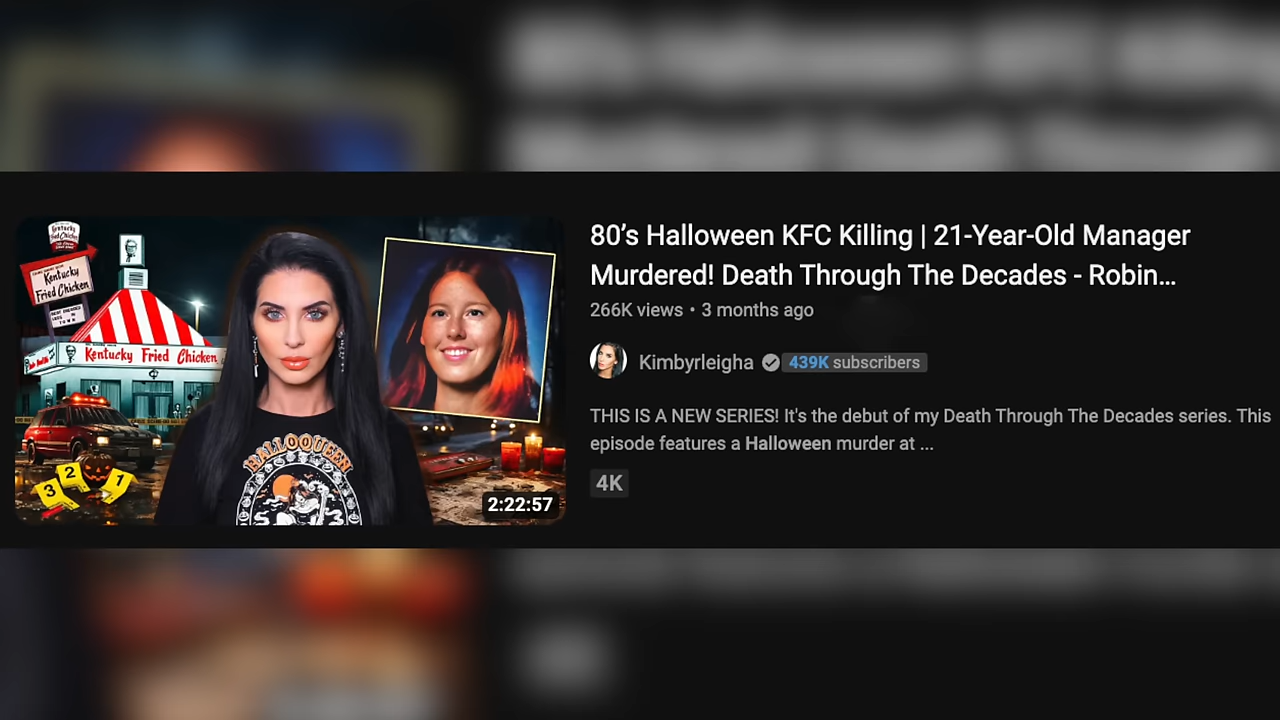 Kentucky
Fried Chicken
Kentucky
Fried Chicken
Kentucky Fried Chicken
HALLOQUEEN
3
2
1
2:22:57
80’s Halloween KFC Killing | 21-Year-Old Manager
Murdered! Death Through The Decades - Robin...
266K views • 3 months ago
Kimbyrleigha
439K subscribers
THIS IS A NEW SERIES! It's the debut of my Death Through The Decades series. This
episode features a Halloween murder at ...
4K